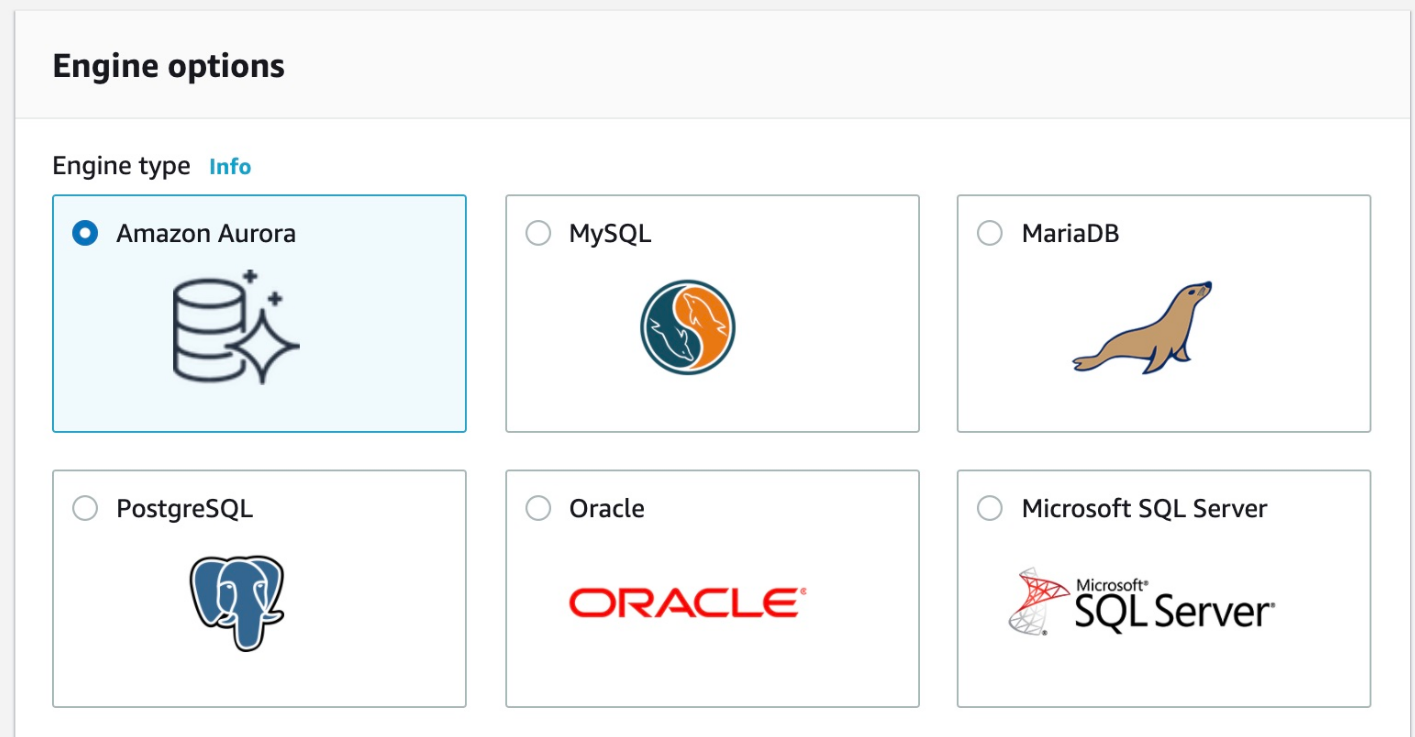 Engine options
Engine type Info
Amazon Aurora
MySQL
MariaDB
PostgreSQL
Oracle
Microsoft SQL Server
ORACLE®
Microsoft®
SQL Server®